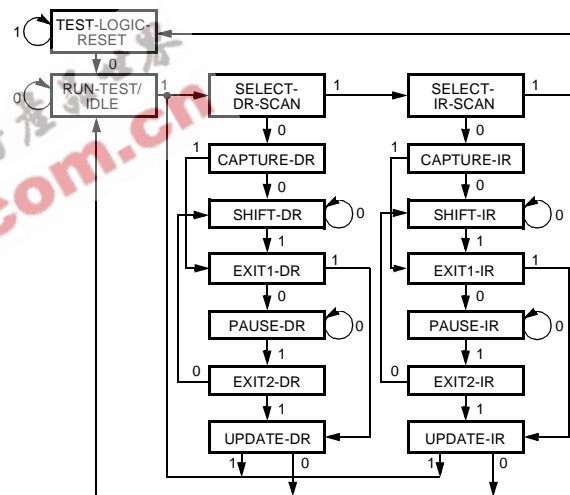 TEST-LOGIC-
RESET
1
0
RUN-TEST/
IDLE
0
1
SELECT-
DR-SCAN
1
SELECT-
IR-SCAN
1
0
0
1
CAPTURE-DR
1
CAPTURE-IR
0
0
SHIFT-DR
0
SHIFT-IR
0
1
1
EXIT1-DR
1
EXIT1-IR
1
0
0
PAUSE-DR
0
PAUSE-IR
0
1
1
0
EXIT2-DR
0
EXIT2-IR
1
1
UPDATE-DR
UPDATE-IR
1
0
1
0
com.cn